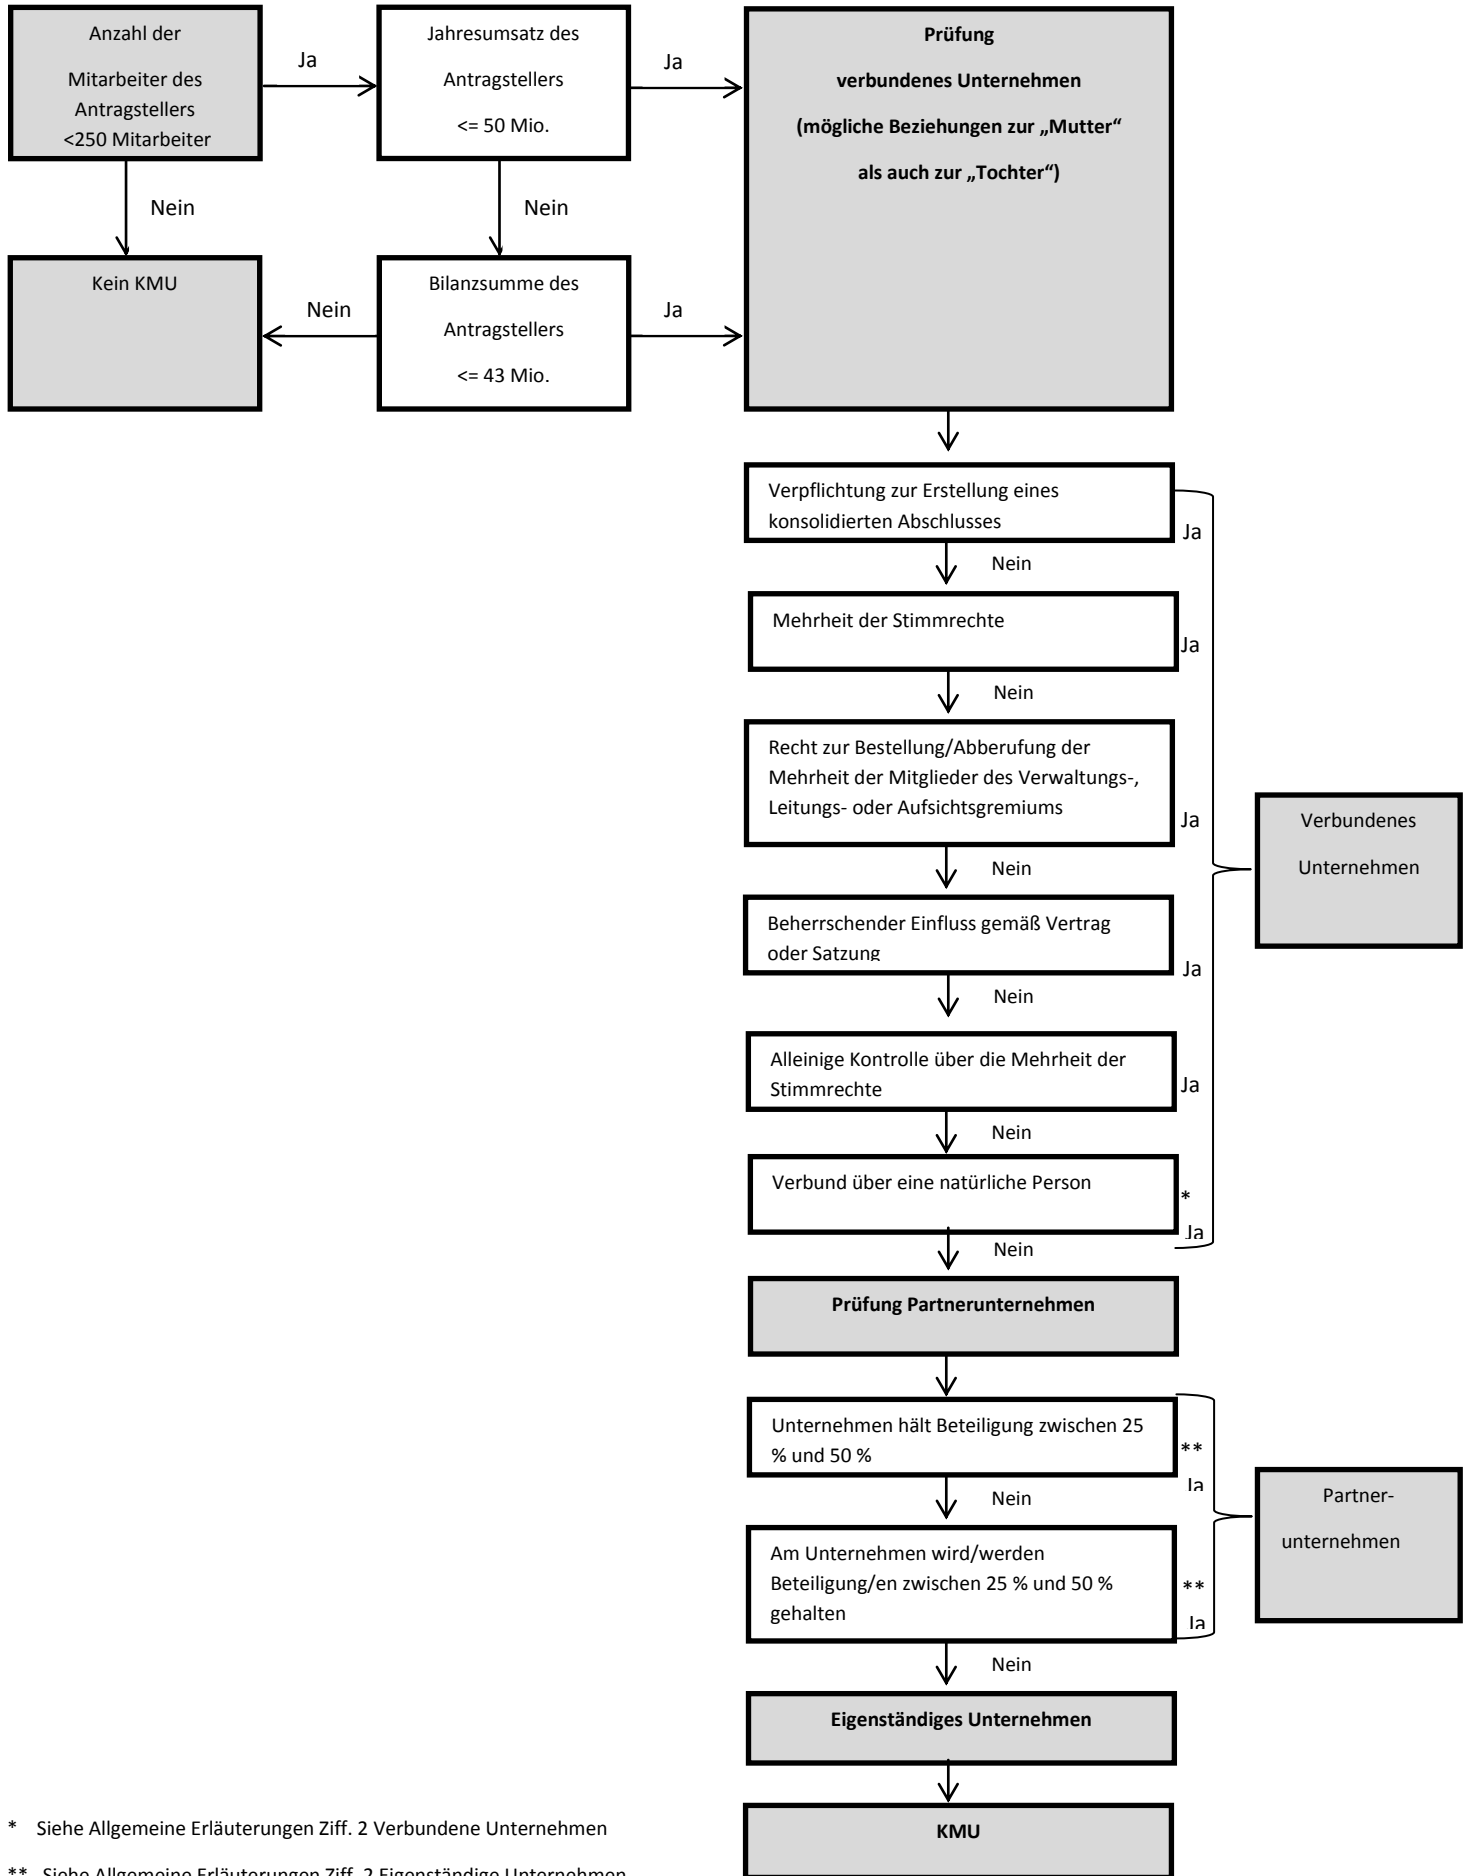 Anzahl der
Mitarbeiter des
Antragstellers
<250 Mitarbeiter
Ja
Jahresumsatz des
Antragstellers
<= 50 Mio.
Ja
Prüfung
verbundenes Unternehmen
(mögliche Beziehungen zur „Mutter“
als auch zur „Tochter“)
Nein
Nein
Kein KMU
Nein
Bilanzsumme des
Antragstellers
<= 43 Mio.
Ja
Verpflichtung zur Erstellung eines
konsolidierten Abschlusses
Ja
Nein
Mehrheit der Stimmrechte
Ja
Nein
Recht zur Bestellung/Abberufung der
Mehrheit der Mitglieder des Verwaltungs-,
Leitungs- oder Aufsichtsgremiums
Ja
Verbundenes
Unternehmen
Nein
Beherrschender Einfluss gemäß Vertrag
oder Satzung
Ja
Nein
Alleinige Kontrolle über die Mehrheit der
Stimmrechte
Ja
Nein
Verbund über eine natürliche Person
*
Ja
Nein
Prüfung Partnerunternehmen
Unternehmen hält Beteiligung zwischen 25
% und 50 %
**
Ja
Nein
Partner-
unternehmen
Am Unternehmen wird/werden
Beteiligung/en zwischen 25 % und 50 %
gehalten
**
Ja
Nein
Eigenständiges Unternehmen
KMU
* Siehe Allgemeine Erläuterungen Ziff. 2 Verbundene Unternehmen
** Siehe Allgemeine Erläuterungen Ziff. 2 Eigenständige Unternehmen